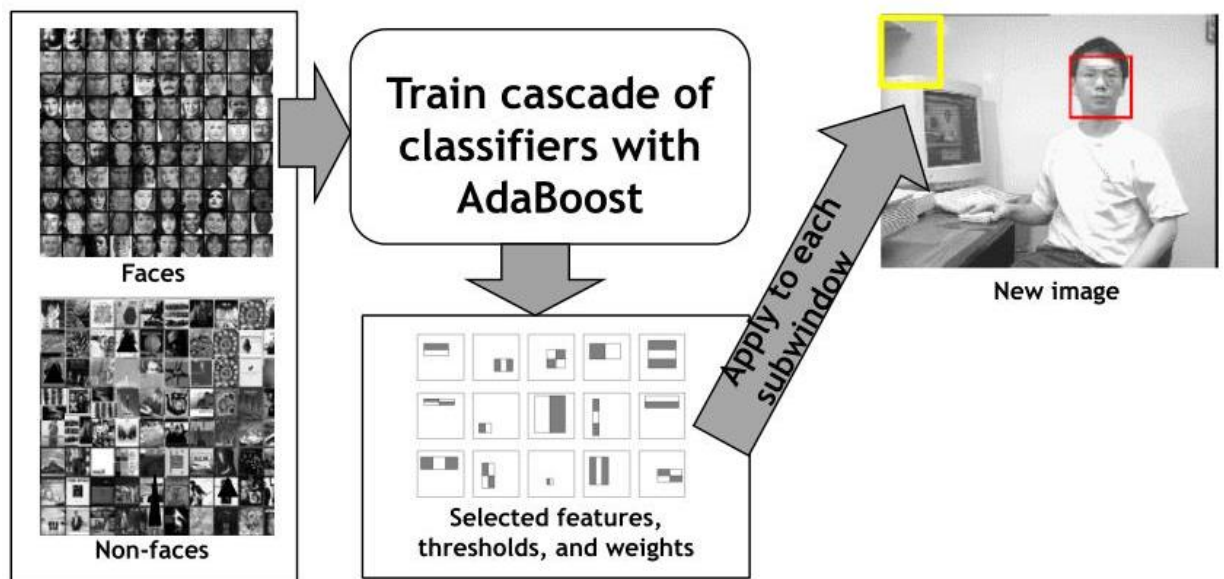 Faces
Non-faces
Train cascade of
classifiers with
AdaBoost
Selected features,
thresholds, and weights
Apply to each
subwindow
New image